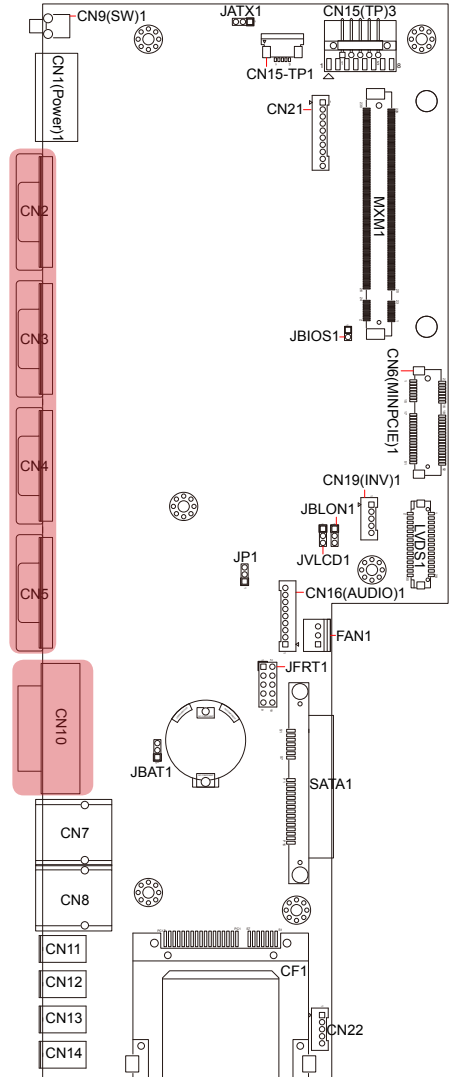 CN9(SW)1
JATX1
CN15(TP)3
1
8
CN15-TP1
CN1(Power)1
CN21
CN2
MXM1
CN3
JBIOS1
CN6(MINPCIE)1
CN4
CN19(INV)1
JBLON1
LVDS1
JVLCD1
JP1
CN5
CN16(AUDIO)1
FAN1
JFRT1
CN10
JBAT1
SATA1
CN7
CN8
CN11
CF1
CN12
CN13
CN22
CN14